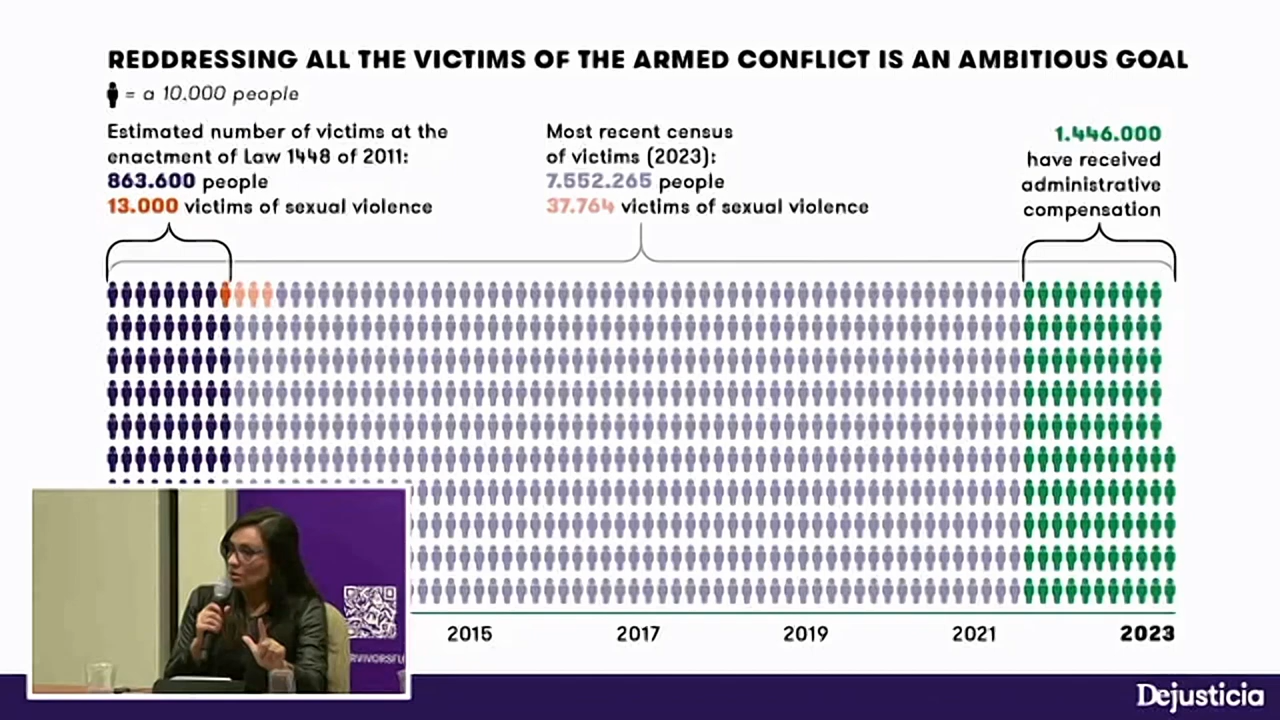 REDDRESSING ALL THE VICTIMS OF THE ARMED CONFLICT IS AN AMBITIOUS GOAL
= a 10.000 people
Estimated number of victims at the
enactment of Law 1448 of 2011:
863.600 people
13.000 victims of sexual violence
Most recent census
of victims (2023):
7.552.265 people
37.764 victims of sexual violence
1.446.000
have received
administrative
compensation
2015
2017
2019
2021
2023
Dejusticia